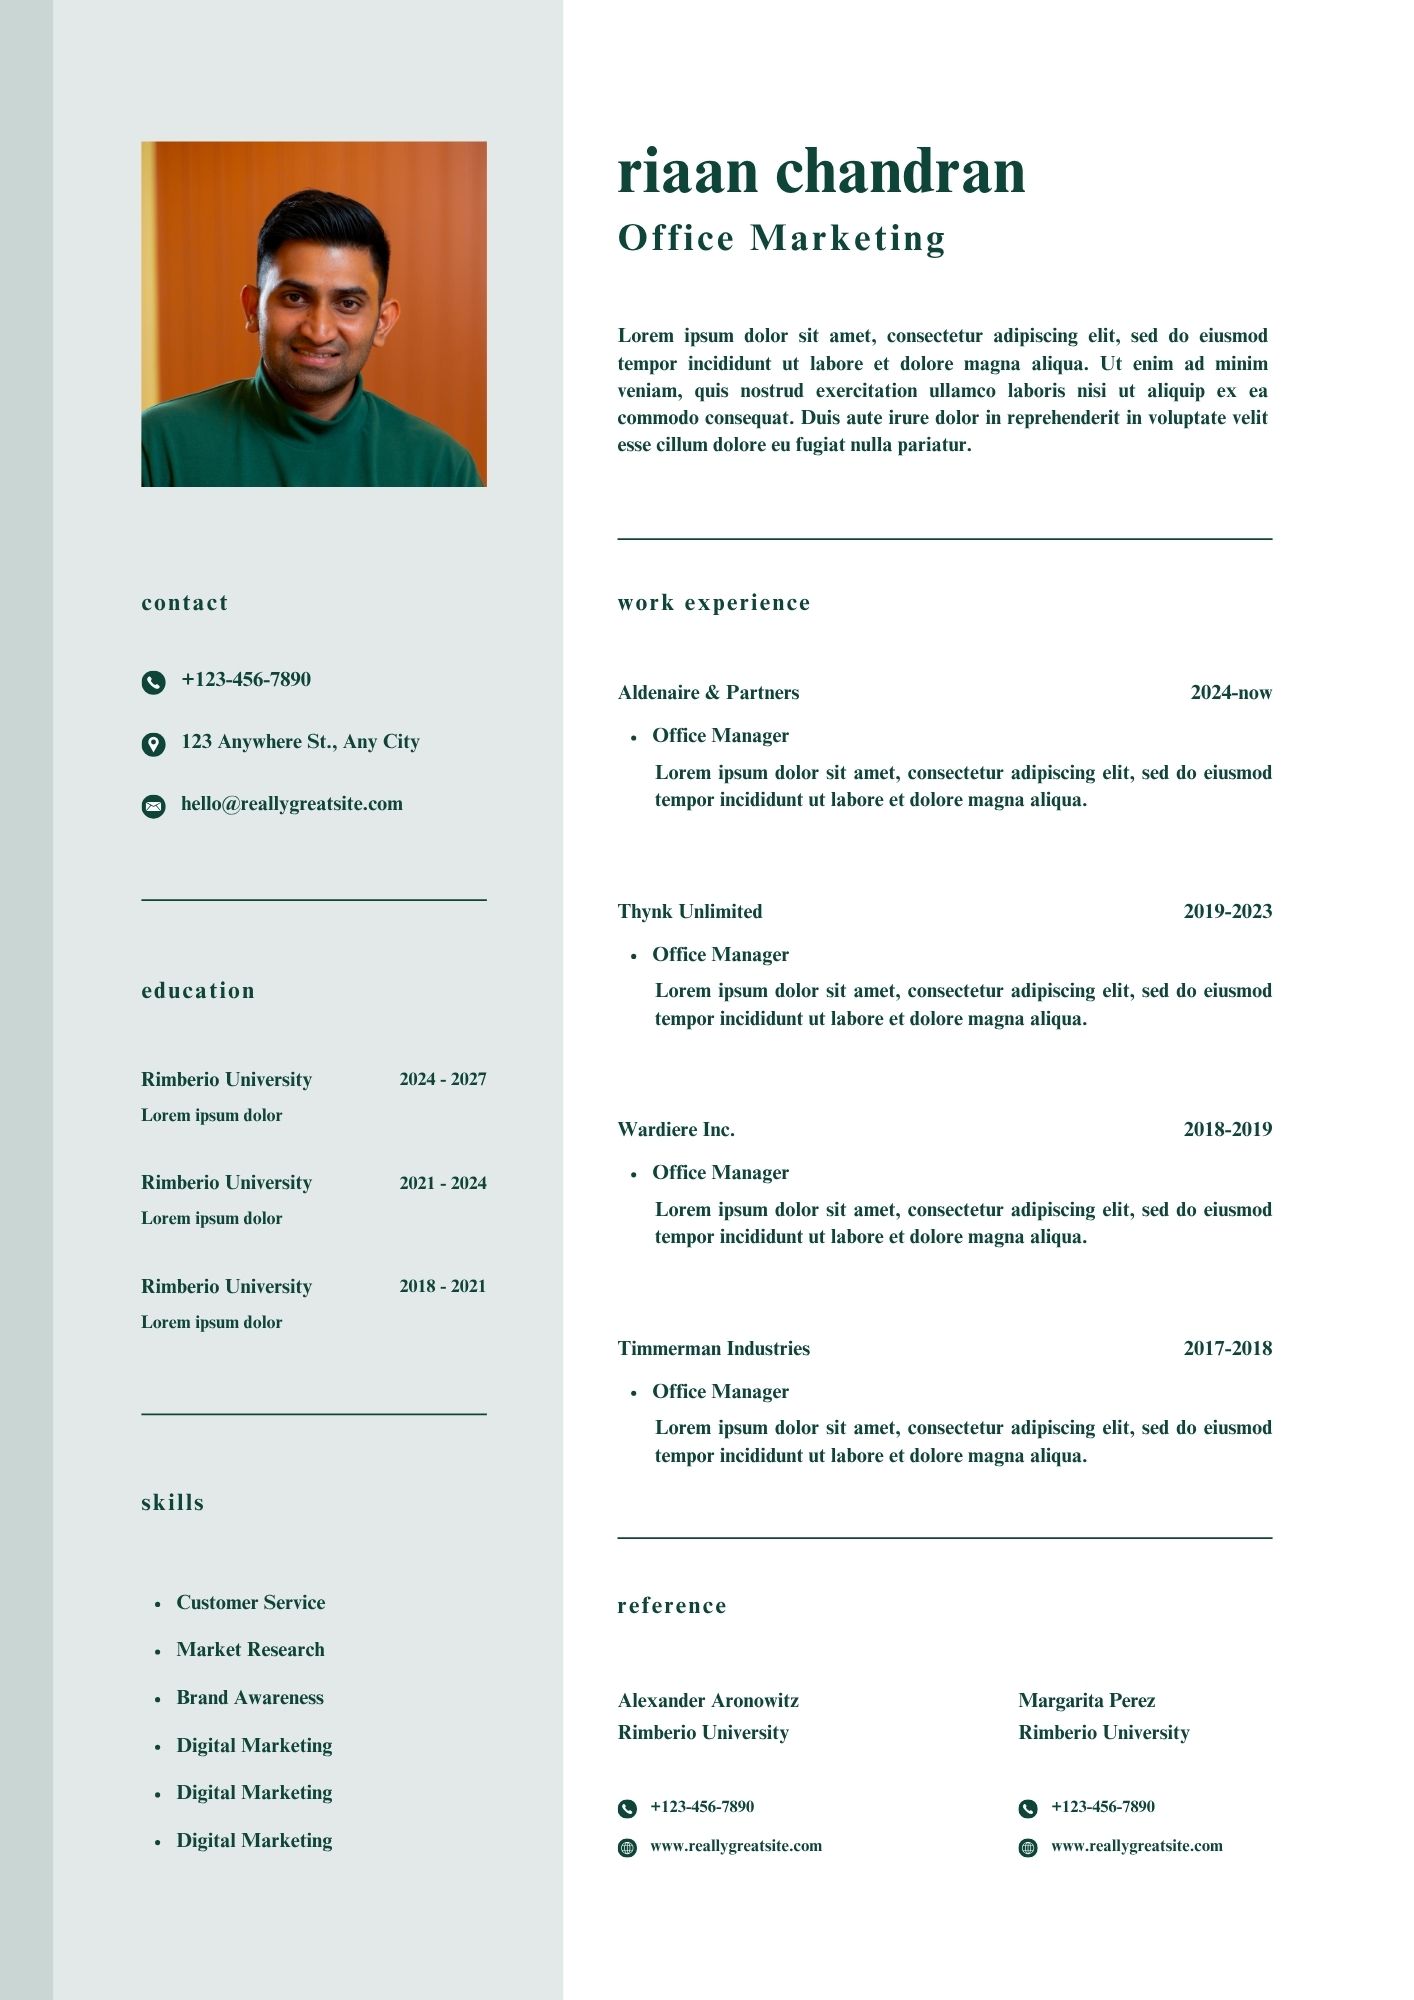 riaan chandran
Office Marketing
Lorem ipsum dolor sit amet, consectetur adipiscing elit, sed do eiusmod
tempor incididunt ut labore et dolore magna aliqua. Ut enim ad minim
veniam, quis nostrud exercitation ullamco laboris nisi ut aliquip ex ea
commodo consequat. Duis aute irure dolor in reprehenderit in voluptate velit
esse cillum dolore eu fugiat nulla pariatur.
contact
+123-456-7890
123 Anywhere St., Any City
hello@reallygreatsite.com
education
Rimberio University 2024 - 2027
Lorem ipsum dolor
Rimberio University 2021 - 2024
Lorem ipsum dolor
Rimberio University 2018 - 2021
Lorem ipsum dolor
skills
• Customer Service
• Market Research
• Brand Awareness
• Digital Marketing
• Digital Marketing
• Digital Marketing
work experience
Aldenaire & Partners 2024-now
• Office Manager
Lorem ipsum dolor sit amet, consectetur adipiscing elit, sed do eiusmod
tempor incididunt ut labore et dolore magna aliqua.
Thynk Unlimited 2019-2023
• Office Manager
Lorem ipsum dolor sit amet, consectetur adipiscing elit, sed do eiusmod
tempor incididunt ut labore et dolore magna aliqua.
Wardiere Inc. 2018-2019
• Office Manager
Lorem ipsum dolor sit amet, consectetur adipiscing elit, sed do eiusmod
tempor incididunt ut labore et dolore magna aliqua.
Timmerman Industries 2017-2018
• Office Manager
Lorem ipsum dolor sit amet, consectetur adipiscing elit, sed do eiusmod
tempor incididunt ut labore et dolore magna aliqua.
reference
Alexander Aronowitz
Rimberio University
+123-456-7890
www.reallygreatsite.com
Margarita Perez
Rimberio University
+123-456-7890
www.reallygreatsite.com